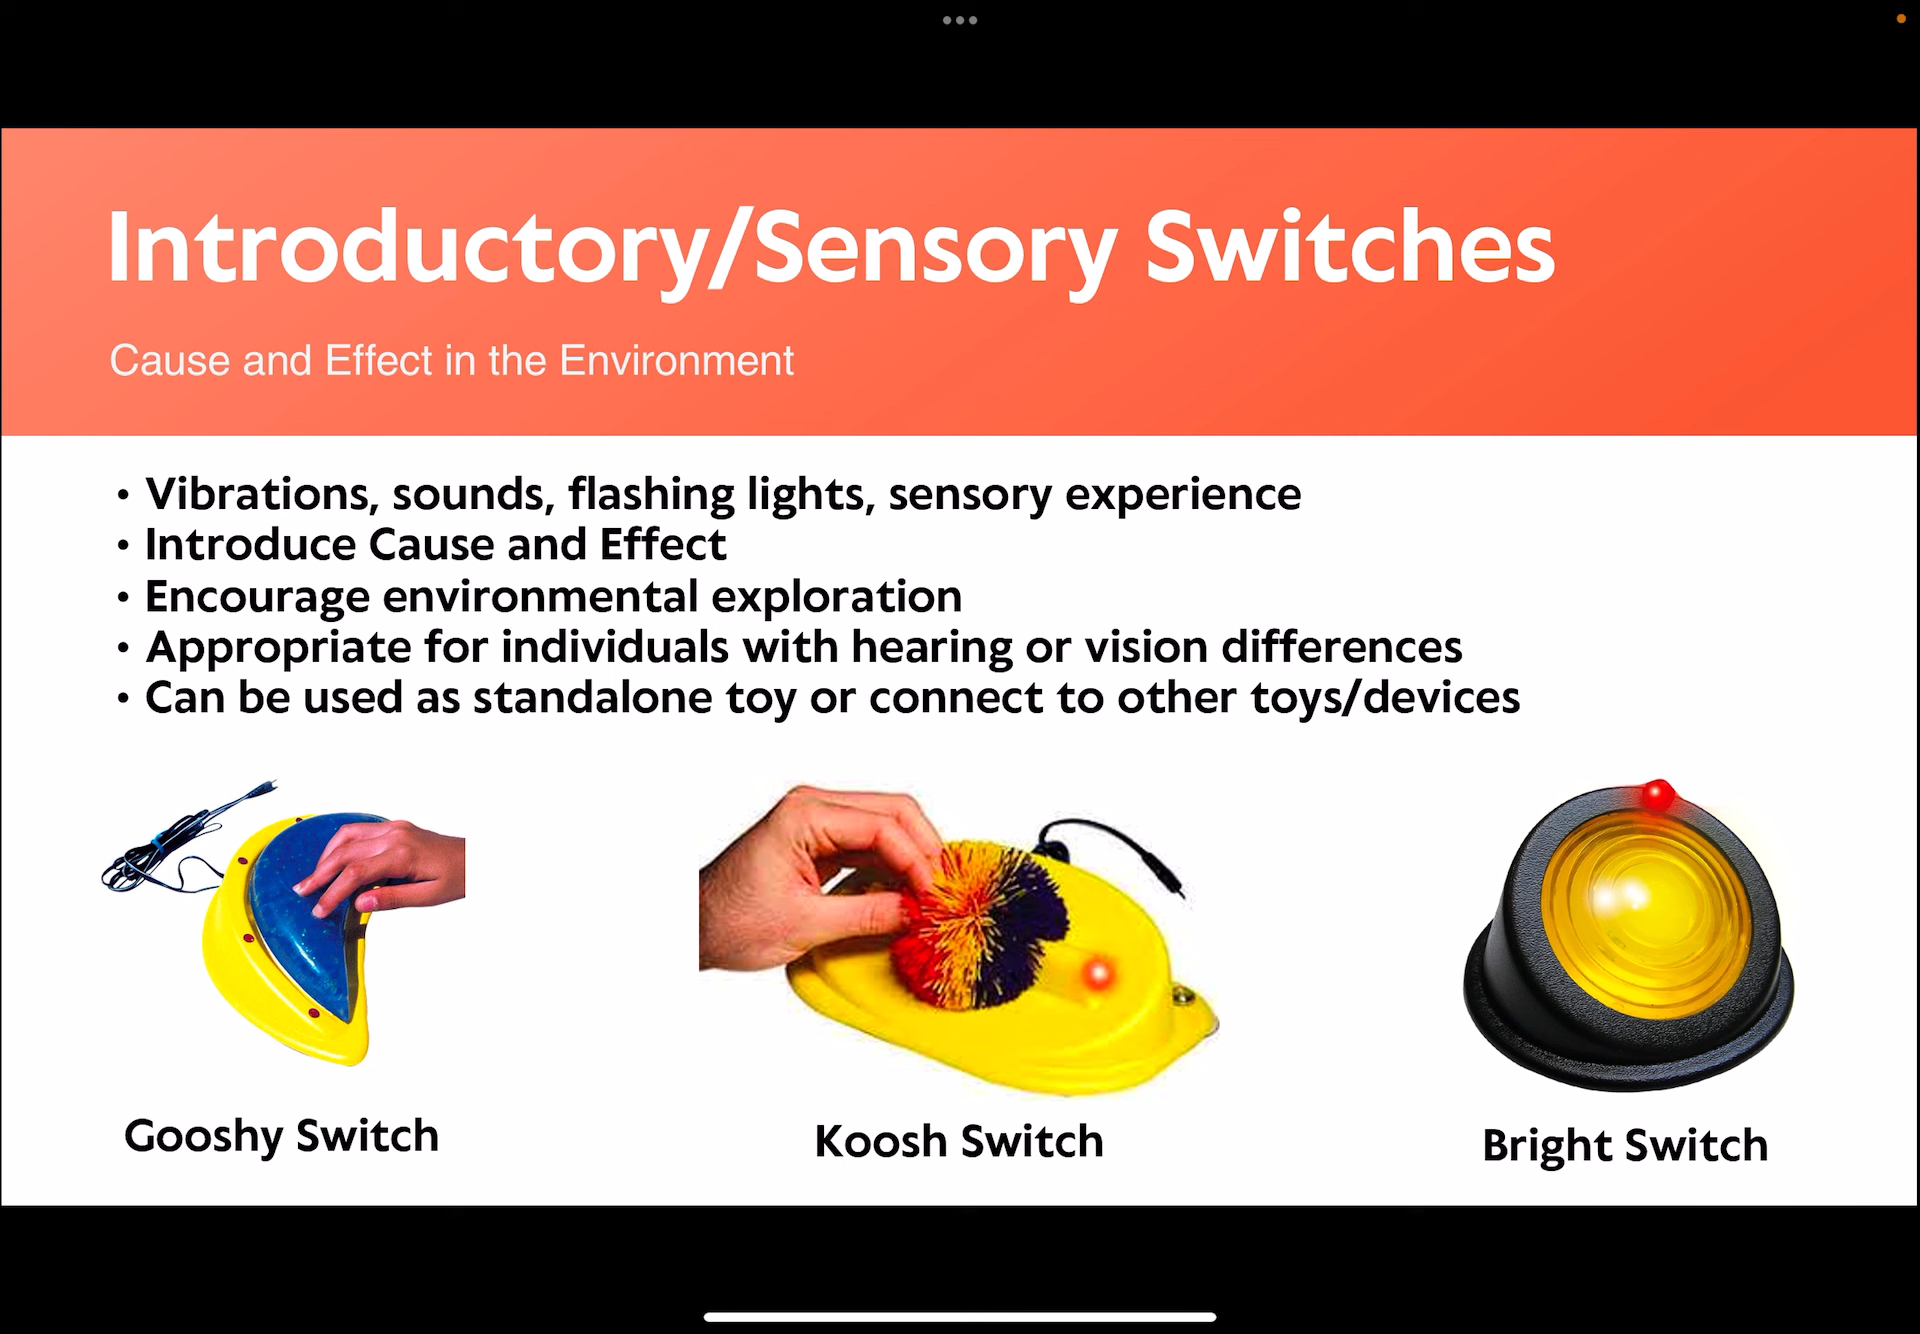 Introductory/Sensory Switches
Cause and Effect in the Environment
• Vibrations, sounds, flashing lights, sensory experience
• Introduce Cause and Effect
• Encourage environmental exploration
• Appropriate for individuals with hearing or vision differences
• Can be used as standalone toy or connect to other toys/devices
Gooshy Switch
Koosh Switch
Bright Switch